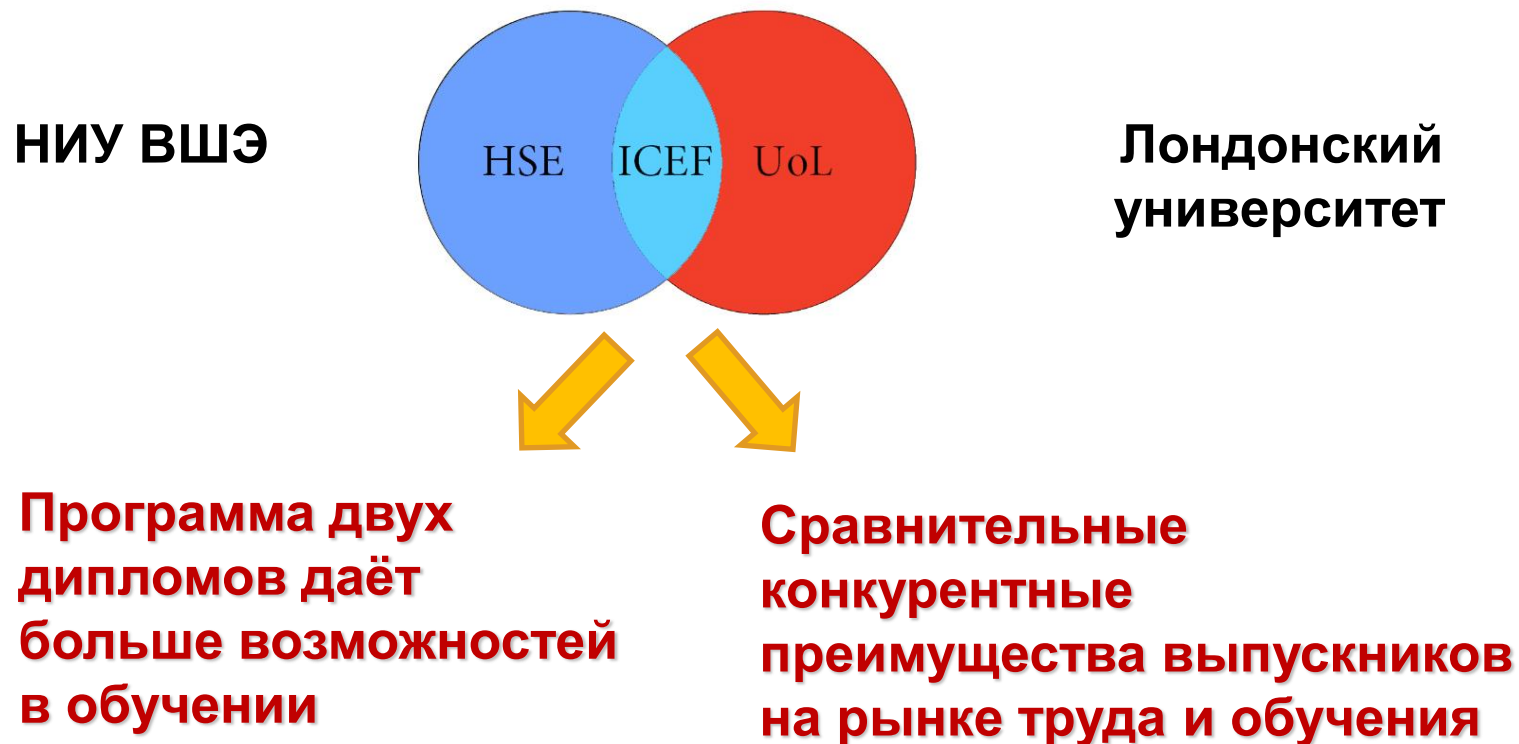 НИУ ВШЭ
HSE
ICEF
UoL
Лондонский
университет
Программа двух
дипломов даёт
больше возможностей
в обучении
Сравнительные
конкурентные
преимущества выпускников
на рынке труда и обучения